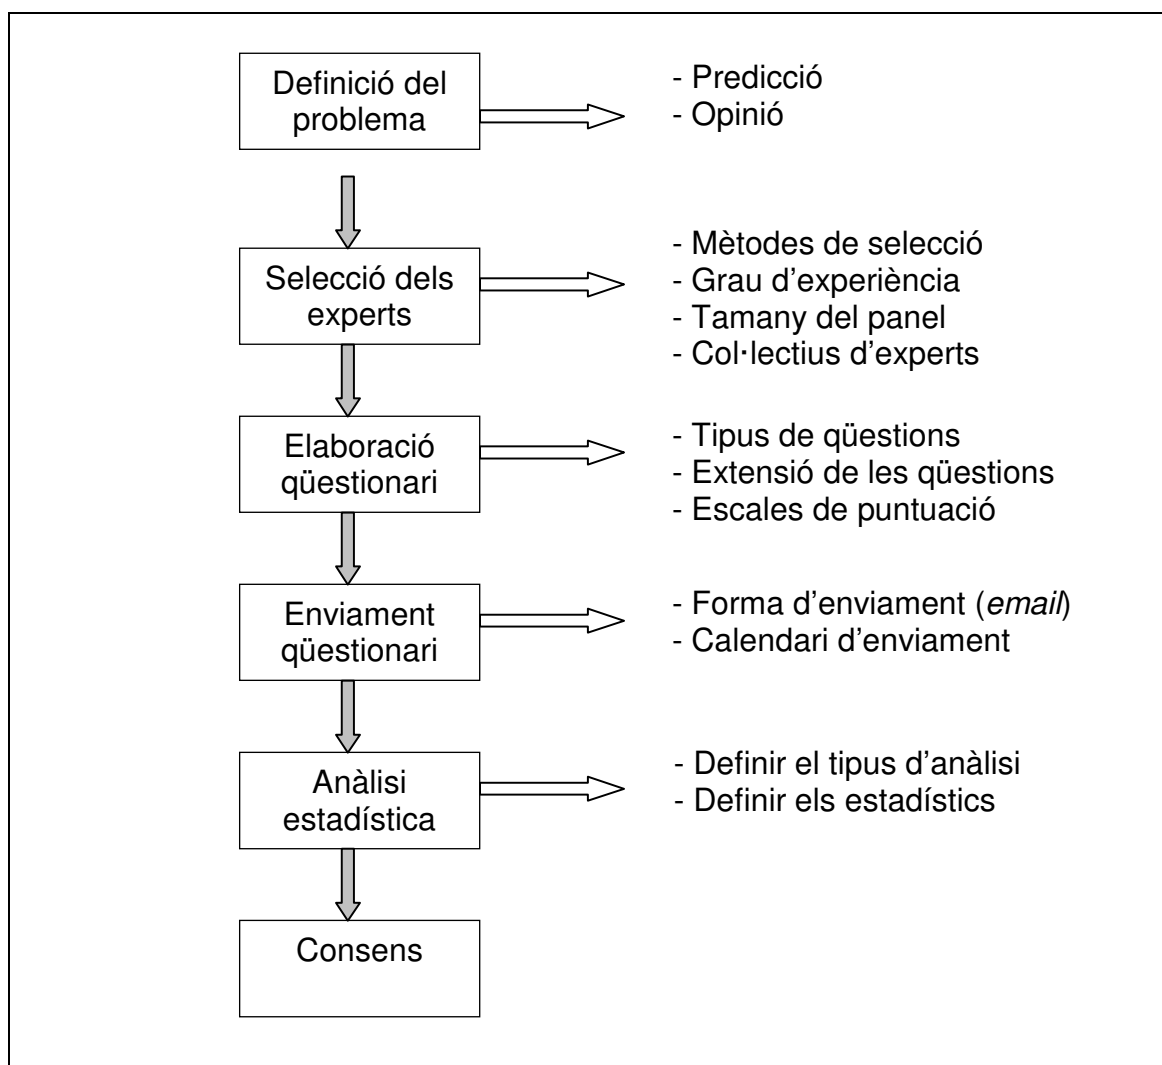 Definició del
problema
- Predicció
- Opinió
Selecció dels
experts
- Mètodes de selecció
- Grau d’experiència
- Tamany del panel
- Col·lectius d’experts
Elaboració
qüestionari
- Tipus de qüestions
- Extensió de les qüestions
- Escales de puntuació
Enviament
qüestionari
- Forma d’enviament (email)
- Calendari d’enviament
Anàlisi
estadística
- Definir el tipus d’anàlisi
- Definir els estadístics
Consens